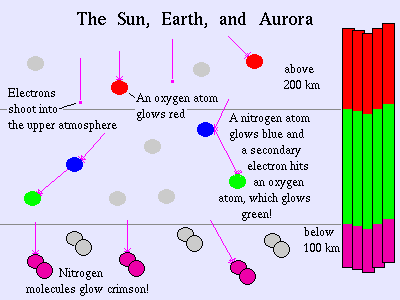 The Sun, Earth, and Aurora
above
200 km
Electrons
shoot into
the upper atmosphere
An oxygen atom
glows red
A nitrogen atom
glows blue and
a secondary
electron hits
an oxygen
atom, which glows
green!
below
100 km
Nitrogen
molecules glow crimson!